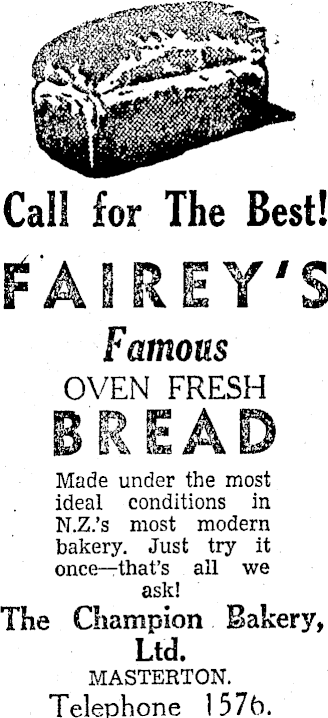 Call for The Best!
FAIREY'S
Famous
OVEN FRESH
BREAD
Made under the most
ideal conditions in
N.Z.'s most modern
bakery. Just try it
once—that's all we
ask!
The Champion Bakery,
Ltd.
MASTERTON.
Telephone 1576.